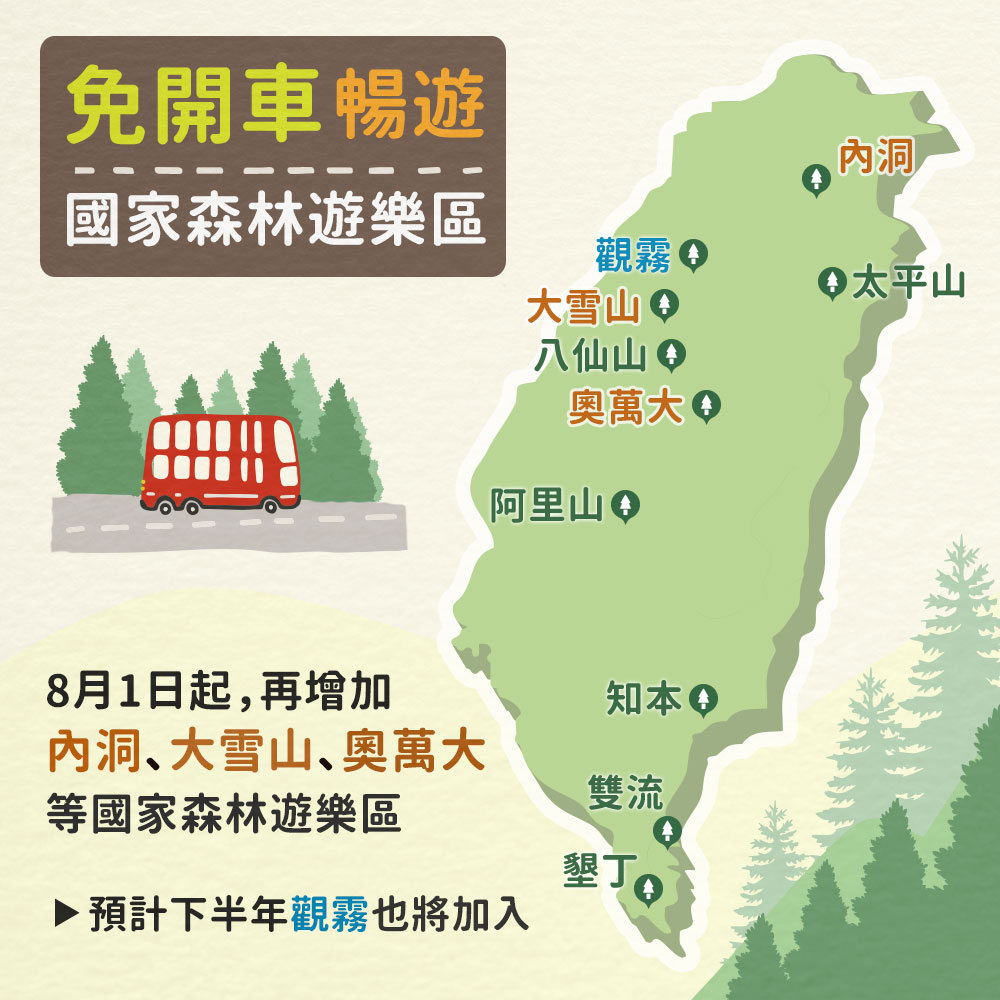 免開車暢遊
國家森林遊樂區
內洞
觀霧
太平山
大雪山
八仙山
奧萬大
阿里山
8月1日起,再增加
內洞、大雪山、奧萬大
等國家森林遊樂區
知本
雙流
墾丁
▶預計下半年觀霧也將加入